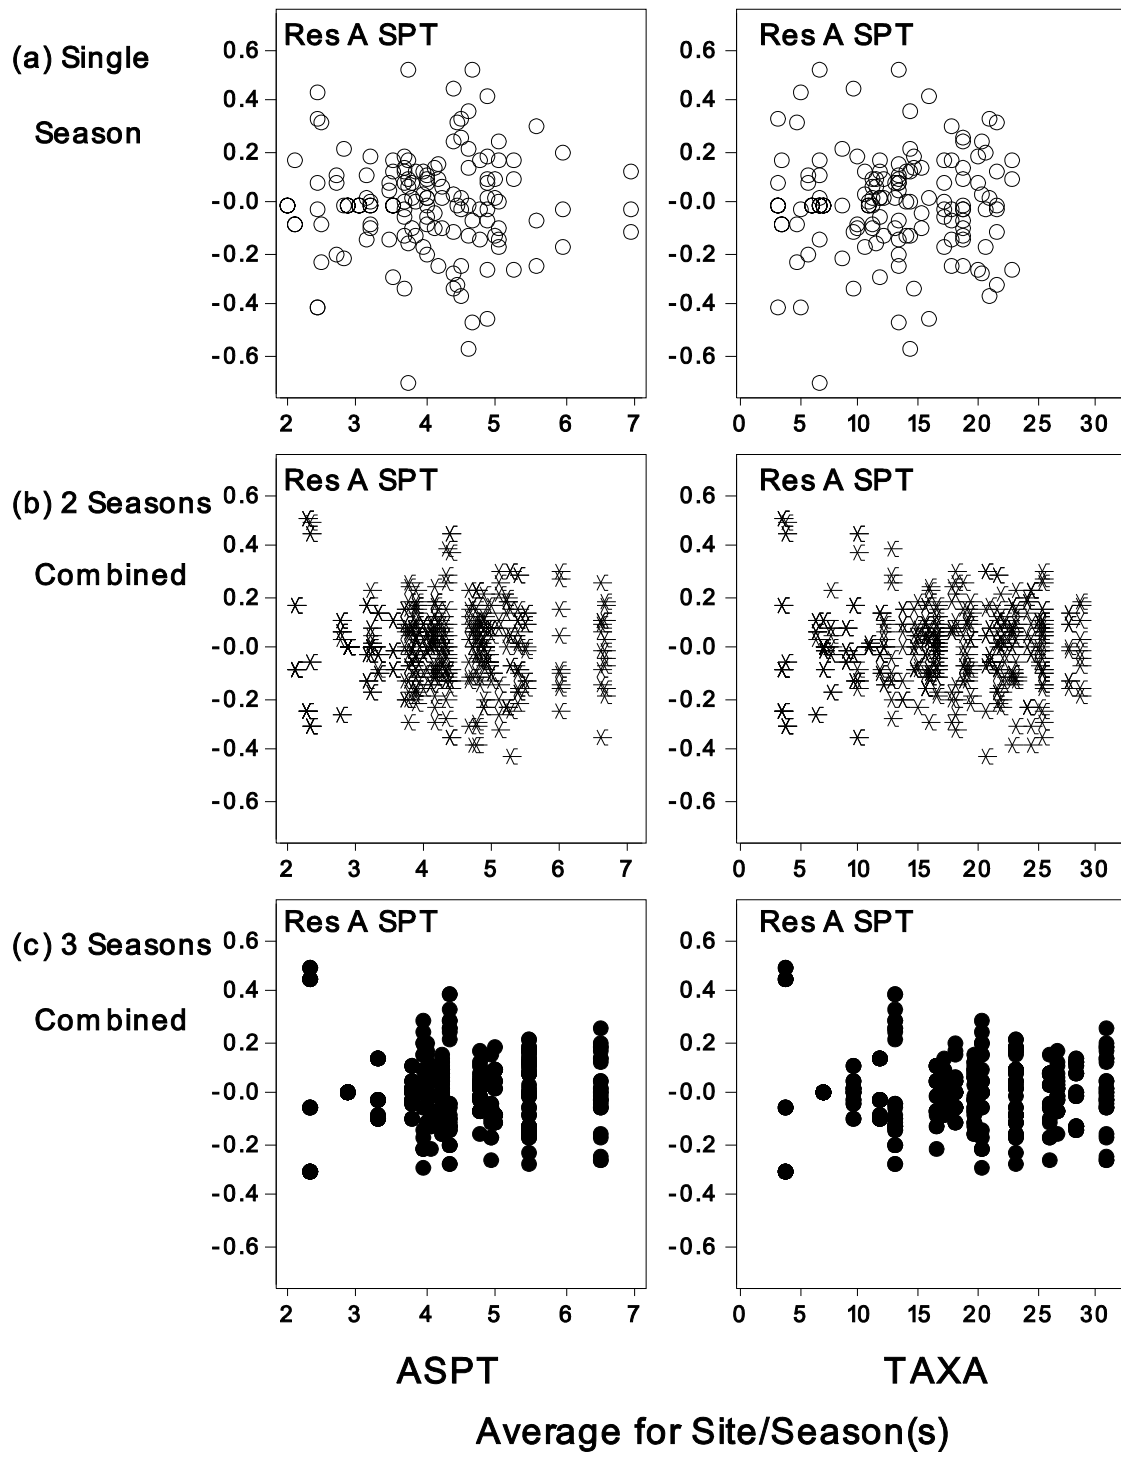 (a) Single
Season
Res A SPT
0.6
0.4
0.2
-0.0
-0.2
-0.4
-0.6
2 3 4 5 6 7
Res A SPT
0.6
0.4
0.2
-0.0
-0.2
-0.4
-0.6
0 5 10 15 20 25 30
(b) 2 Seasons
Combined
Res A SPT
0.6
0.4
0.2
-0.0
-0.2
-0.4
-0.6
2 3 4 5 6 7
Res A SPT
0.6
0.4
0.2
-0.0
-0.2
-0.4
-0.6
0 5 10 15 20 25 30
(c) 3 Seasons
Combined
Res A SPT
0.6
0.4
0.2
-0.0
-0.2
-0.4
-0.6
2 3 4 5 6 7
Res A SPT
0.6
0.4
0.2
-0.0
-0.2
-0.4
-0.6
0 5 10 15 20 25 30
ASPT TAXA
Average for Site/Season(s)